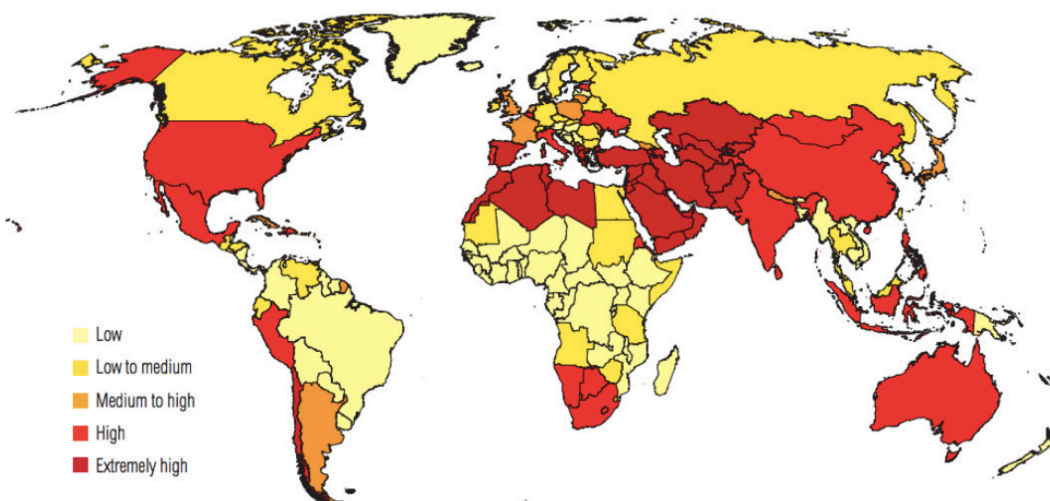 Low
Low to medium
Medium to high
High
Extremely high